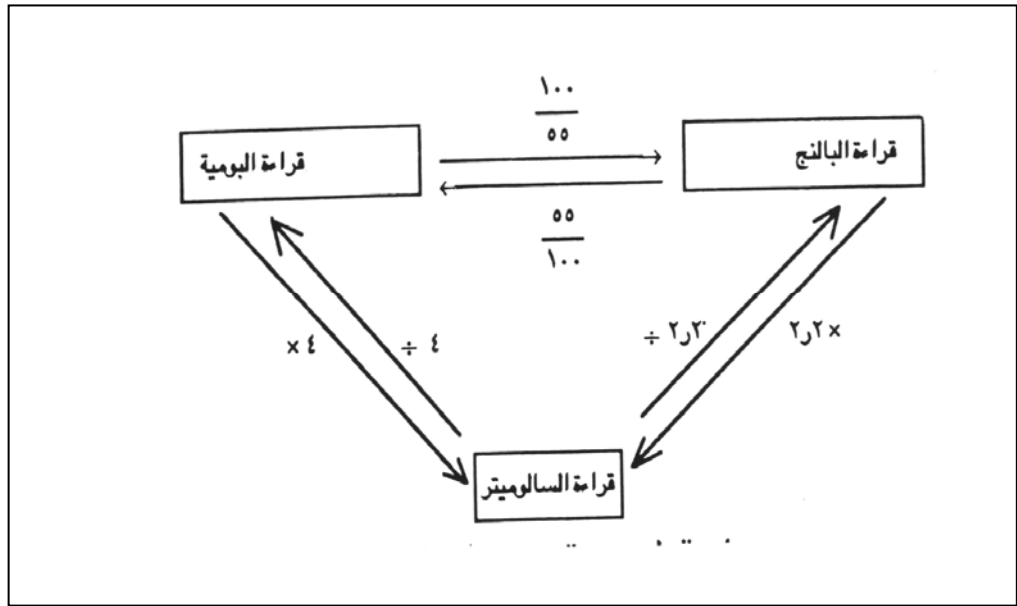 ١٠٠
٥٥
قراءة البومية
قراءة البالنج
٥٥
١٠٠
× ٤
÷ ٤
÷ ٢ر٢
٢ر٢ ×
قراءة السالوميتر